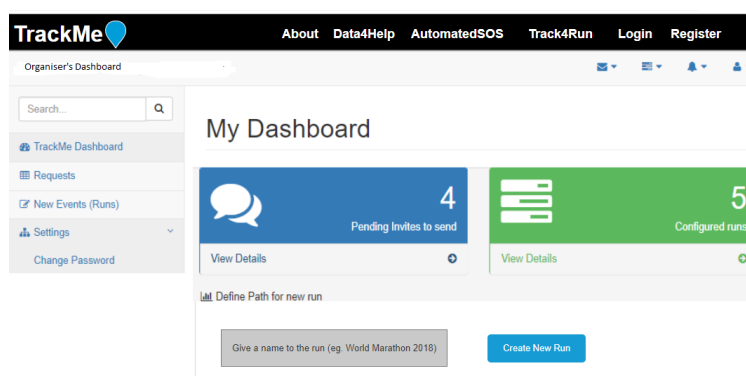 TrackMe
About Data4Help AutomatedSOS Track4Run Login Register
Organiser's Dashboard
Search...
TrackMe Dashboard
Requests
New Events (Runs)
Settings
Change Password
My Dashboard
4
Pending Invites to send
View Details
5
Configured runs
View Details
Define Path for new run
Give a name to the run (eg. World Marathon 2018)
Create New Run